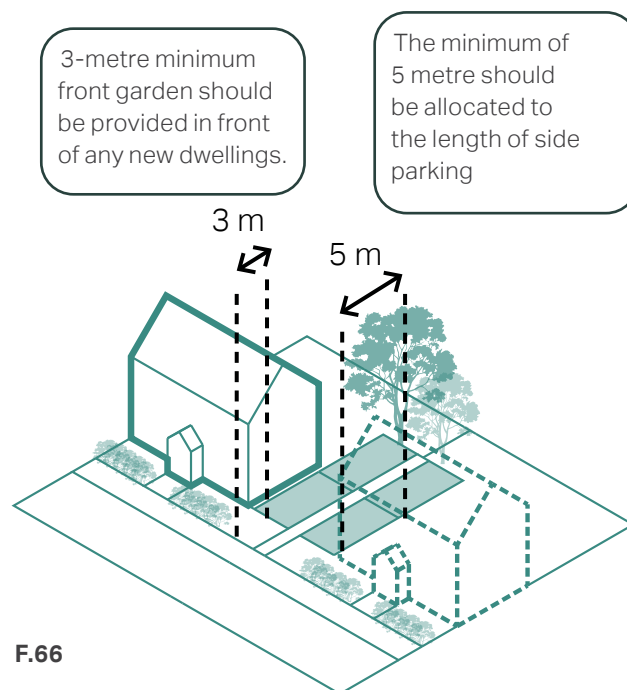 3-metre minimum
front garden should
be provided in front
of any new dwellings.
The minimum of
5 metre should
be allocated to
the length of side
parking
3 m
5 m
F.66